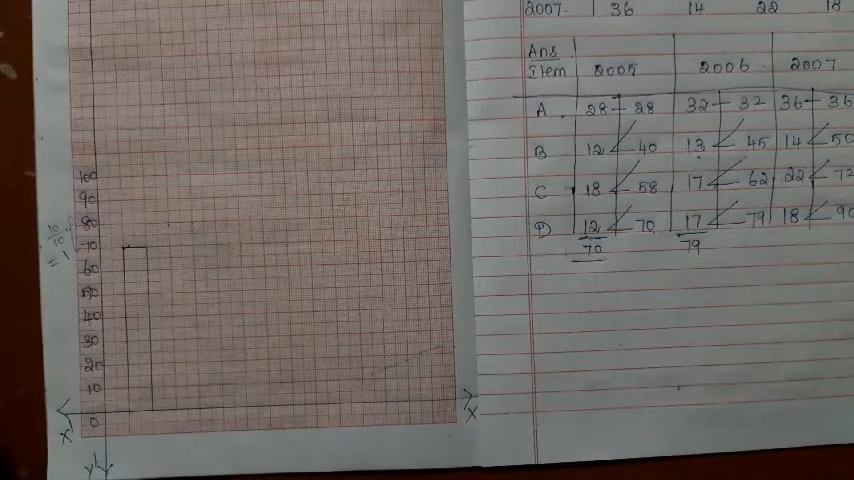 100
90
80
70
60
50
40
30
20
10
0
X
X'
Y'
2007. 36 14 22 18
Ans
Item 2005 2006 2007
A 28 28 32 32 36 36
B 12 40 13 45 14 50
C 18 58 17 62 22 72
D 12 70 17 79 18 90
70 79